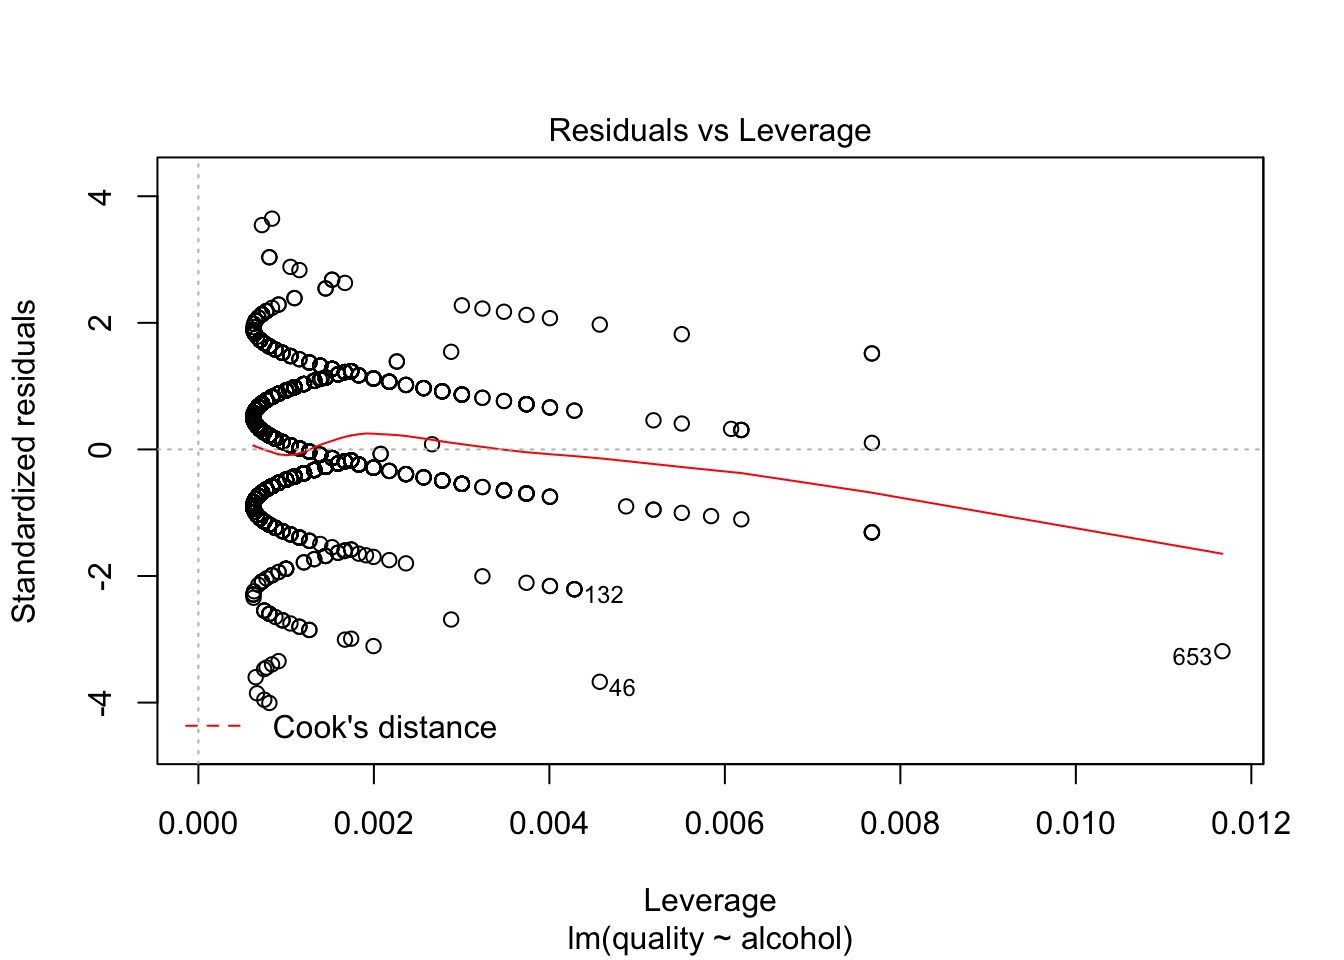 Residuals vs Leverage
Standardized residuals
4
2
0
-2
-4
132
653
46
Cook's distance
0.000 0.002 0.004 0.006 0.008 0.010 0.012
Leverage
lm(quality ~ alcohol)